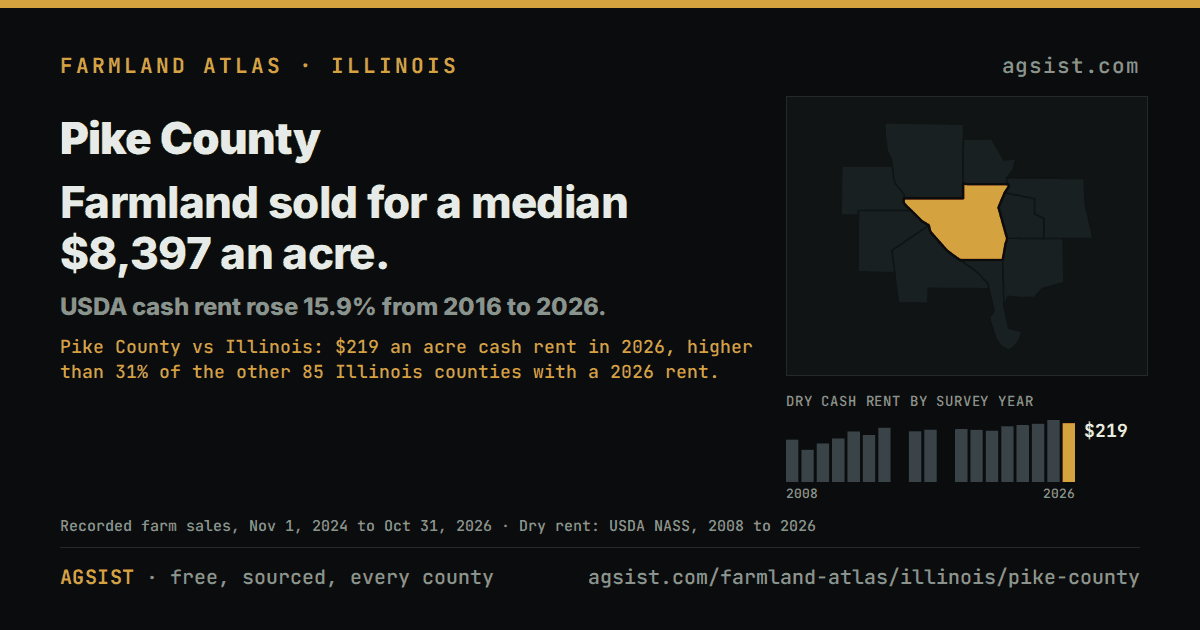 FARMLAND ATLAS · ILLINOIS
agsist.com
Pike County
Farmland sold for a median
$8,397 an acre.
USDA cash rent rose 15.9% from 2016 to 2026.
Pike County vs Illinois: $219 an acre cash rent in 2026, higher
than 31% of the other 85 Illinois counties with a 2026 rent.
DRY CASH RENT BY SURVEY YEAR
$219
2008
2026
Recorded farm sales, Nov 1, 2024 to Oct 31, 2026 · Dry rent: USDA NASS, 2008 to 2026
AGSIST · free, sourced, every county
agsist.com/farmland-atlas/illinois/pike-county